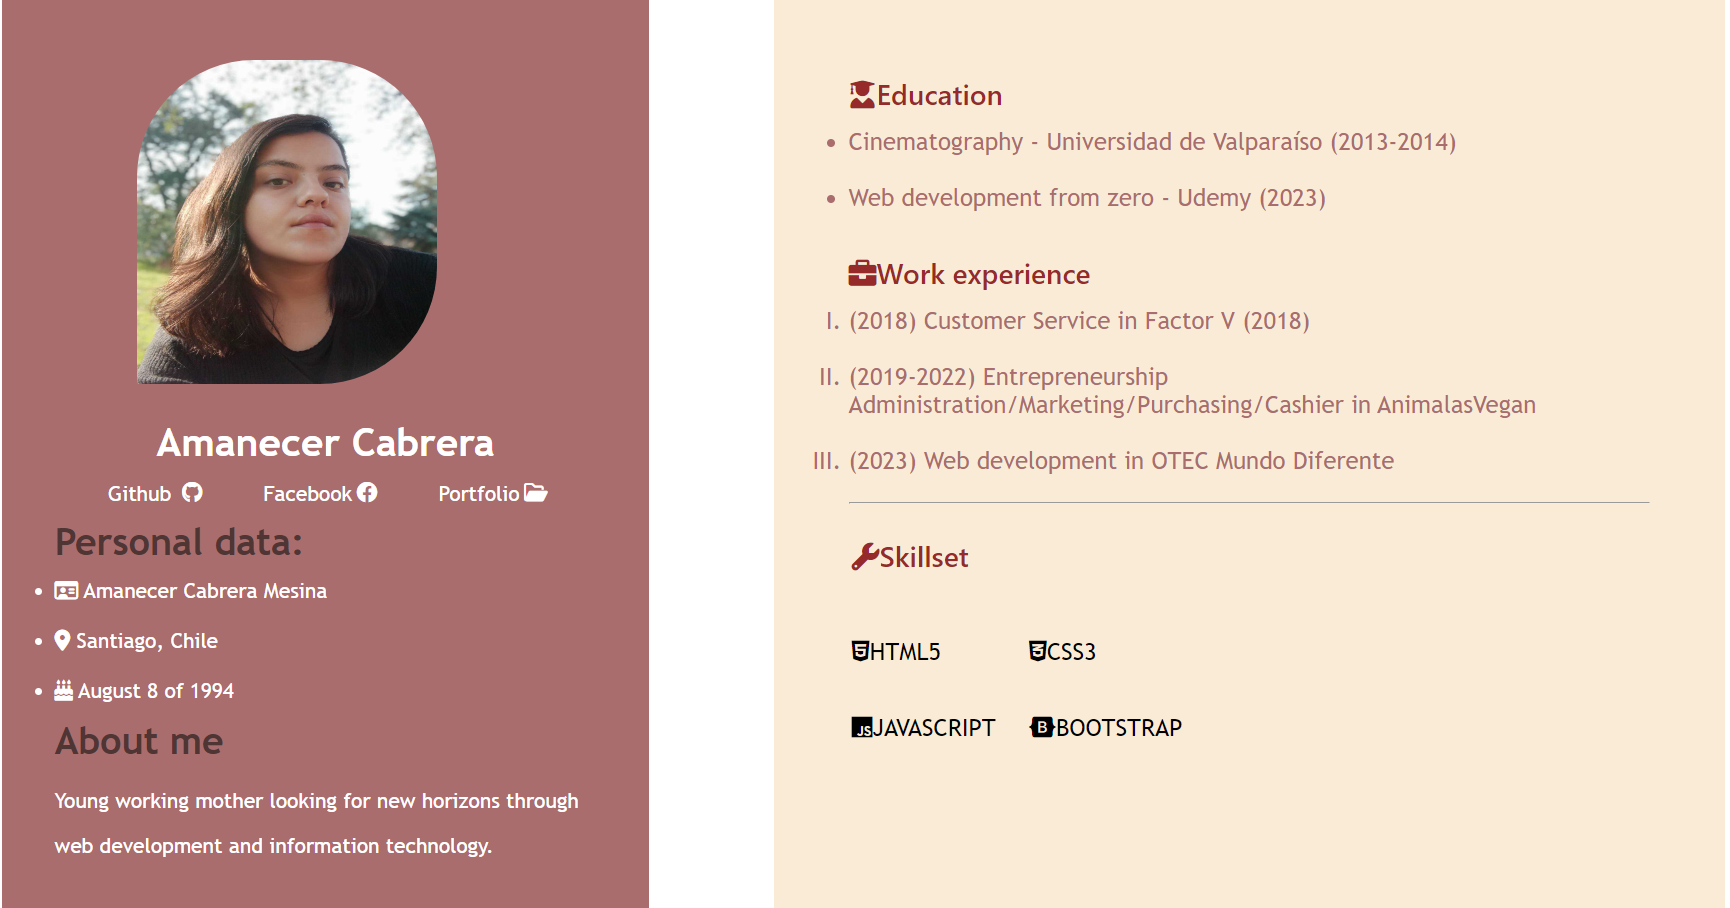 Amanecer Cabrera
Github Facebook Portfolio
Personal data:
Amanecer Cabrera Mesina
Santiago, Chile
August 8 of 1994
About me
Young working mother looking for new horizons through
web development and information technology.
Education
Cinematography - Universidad de Valparaíso (2013-2014)
Web development from zero - Udemy (2023)
Work experience
I. (2018) Customer Service in Factor V (2018)
II. (2019-2022) Entrepreneurship
Administration/Marketing/Purchasing/Cashier in AnimalasVegan
III. (2023) Web development in OTEC Mundo Diferente
Skillset
5 HTML5 3 CSS3
JS JAVASCRIPT B BOOTSTRAP